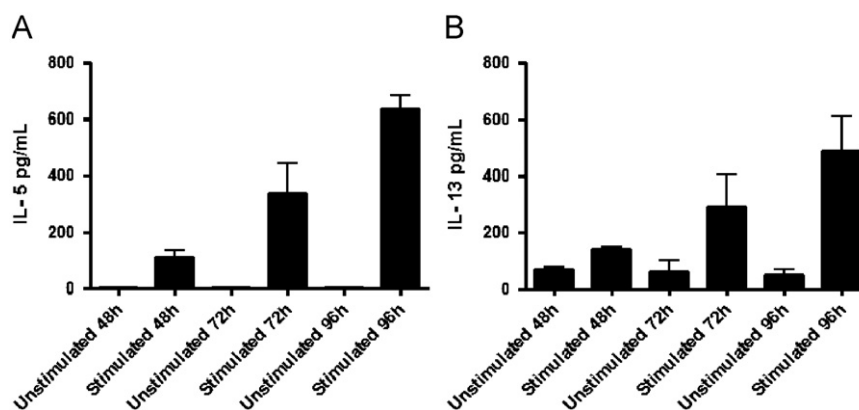 A
800
600
400
200
0
IL- 5 pg/mL
Unstimulated 48h
Stimulated 48h
Unstimulated 72h
Stimulated 72h
Unstimulated 96h
Stimulated 96h
B
800
600
400
200
0
IL- 13 pg/mL
Unstimulated 48h
Stimulated 48h
Unstimulated 72h
Stimulated 72h
Unstimulated 96h
Stimulated 96h